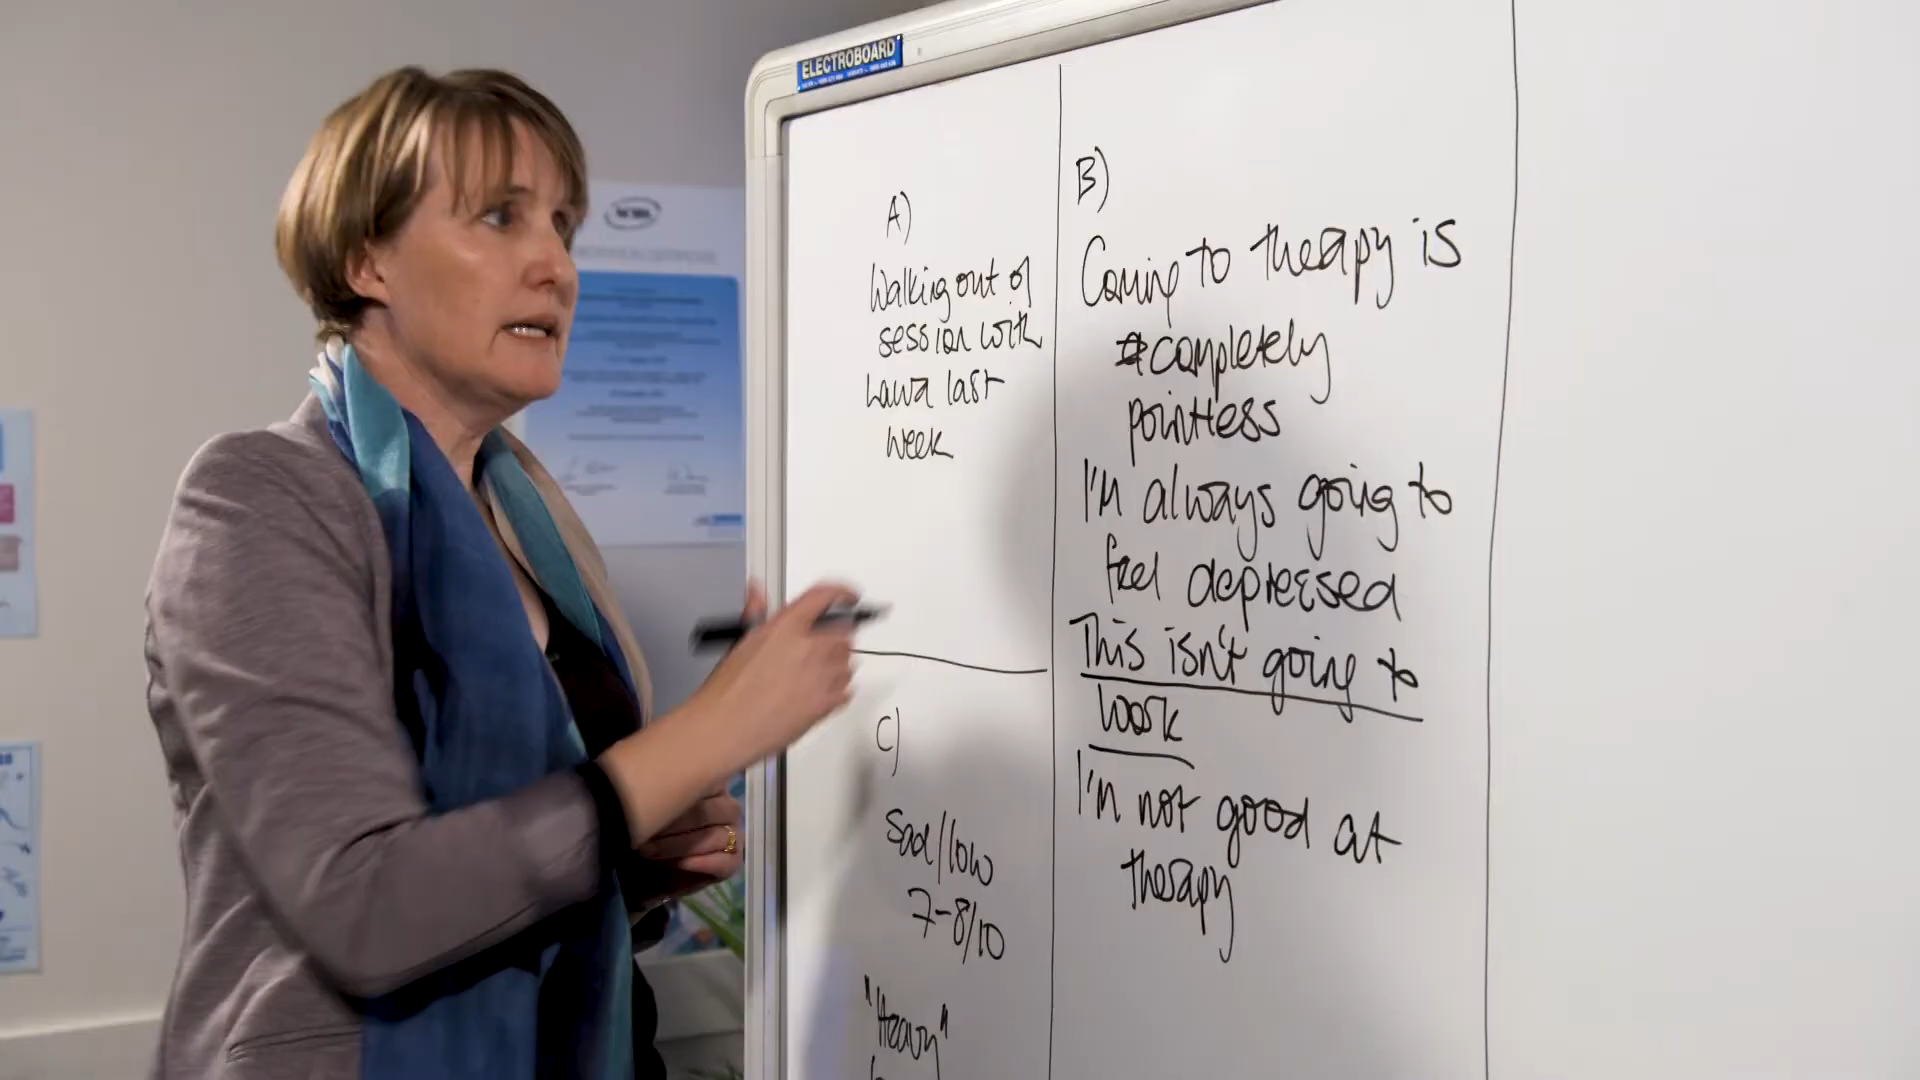 ELECTROBOARD
A)
Walking out of
session with
Laura last
week
B)
Coming to therapy is
completely
pointless
I'm always going to
feel depressed
This isn't going to
work
I'm not good at
therapy
C)
Sad/low
7-8/10
"Heavy"